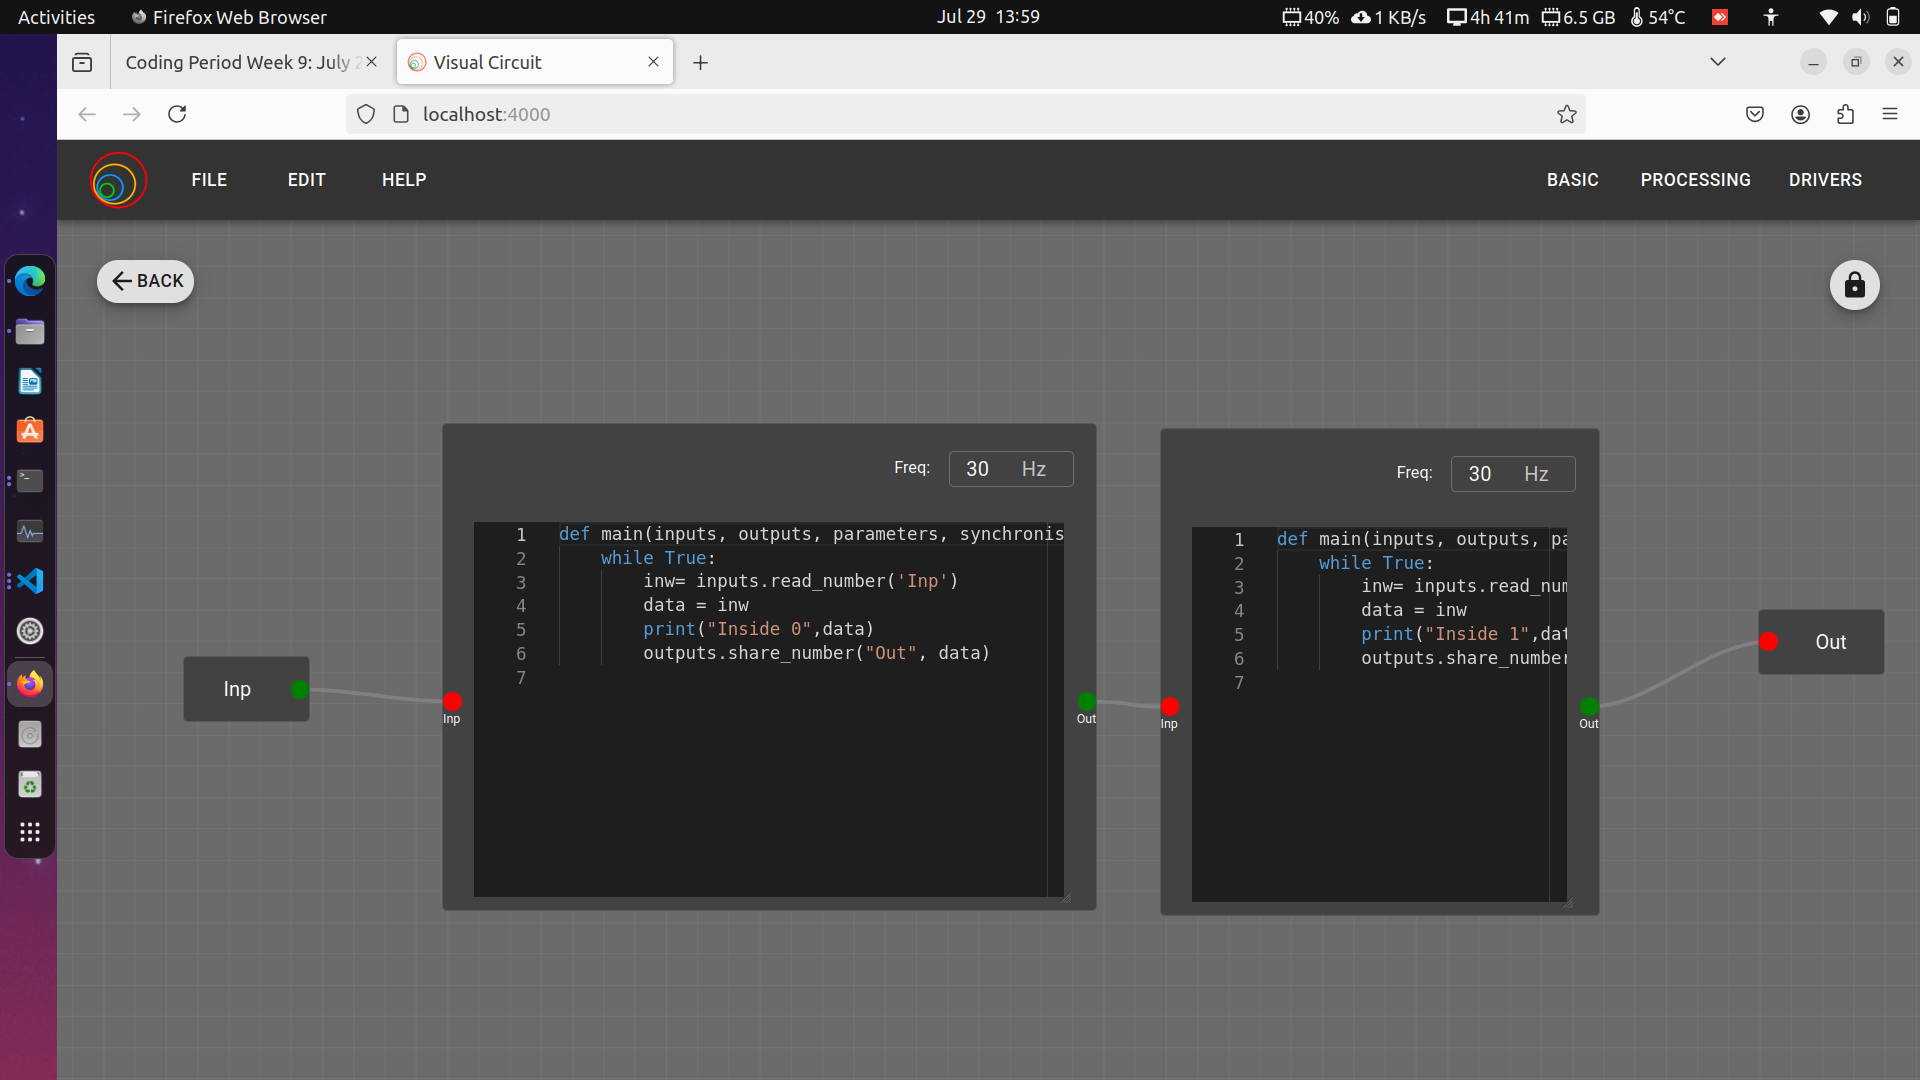 Activities
Firefox Web Browser
Jul 29 13:59
40%
1 KB/s
4h 41m
6.5 GB
54°C
Coding Period Week 9: July
Visual Circuit
localhost:4000
FILE
EDIT
HELP
BASIC
PROCESSING
DRIVERS
BACK
Inp
Freq:
30
Hz
1 def main(inputs, outputs, parameters, synchronis
2 while True:
3 inw= inputs.read_number('Inp')
4 data = inw
5 print("Inside 0",data)
6 outputs.share_number("Out", data)
7
Inp
Out
Freq:
30
Hz
1 def main(inputs, outputs, pa
2 while True:
3 inw= inputs.read_num
4 data = inw
5 print("Inside 1",dat
6 outputs.share_number
7
Inp
Out
Out